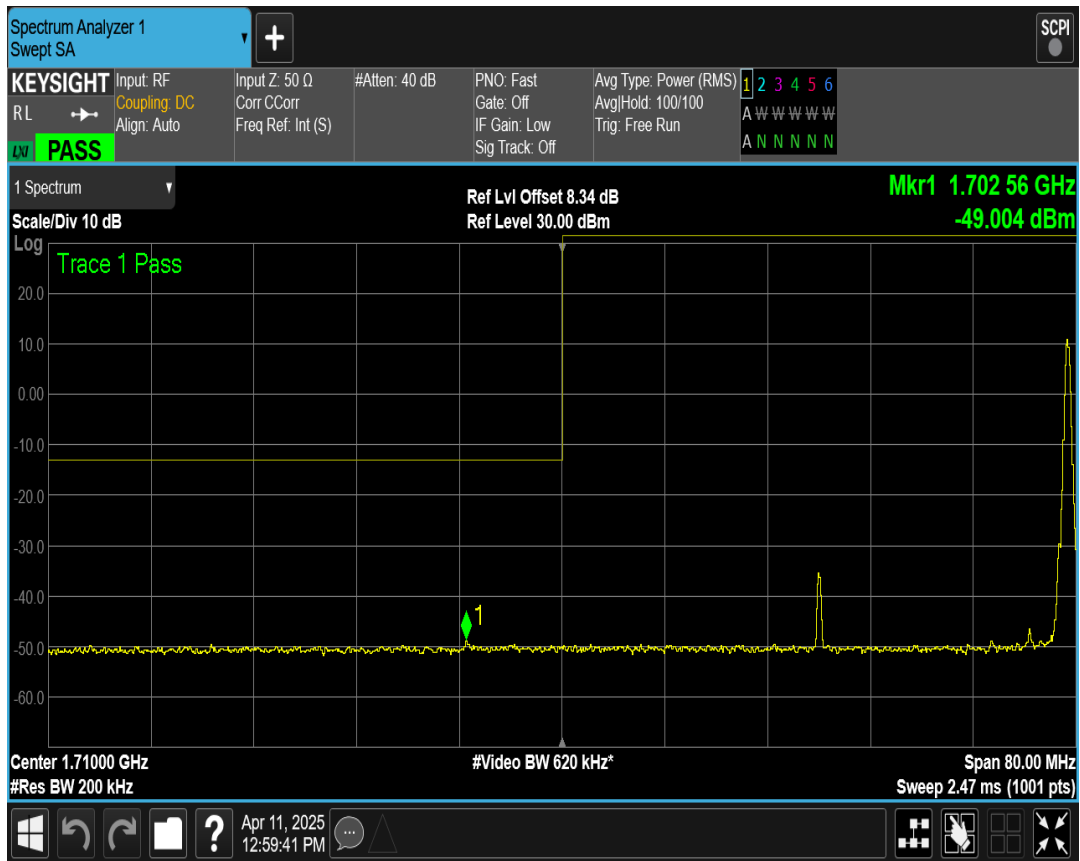 Spectrum Analyzer 1
Swept SA
+
SCPI
KEYSIGHT
RL
LXI PASS
Input: RF
Coupling: DC
Align: Auto
Input Z: 50 Ω
Corr CCorr
Freq Ref: Int (S)
#Atten: 40 dB
PNO: Fast
Gate: Off
IF Gain: Low
Sig Track: Off
Avg Type: Power (RMS)
Avg|Hold: 100/100
Trig: Free Run
1 2 3 4 5 6
A W W W W W
A N N N N N
1 Spectrum
Scale/Div 10 dB
Ref Lvl Offset 8.34 dB
Ref Level 30.00 dBm
Mkr1 1.702 56 GHz
-49.004 dBm
Log
Trace 1 Pass
20.0
10.0
0.00
-10.0
-20.0
-30.0
-40.0
1
-50.0
-60.0
Center 1.71000 GHz
#Video BW 620 kHz*
Span 80.00 MHz
#Res BW 200 kHz
Sweep 2.47 ms (1001 pts)
?
Apr 11, 2025
12:59:41 PM